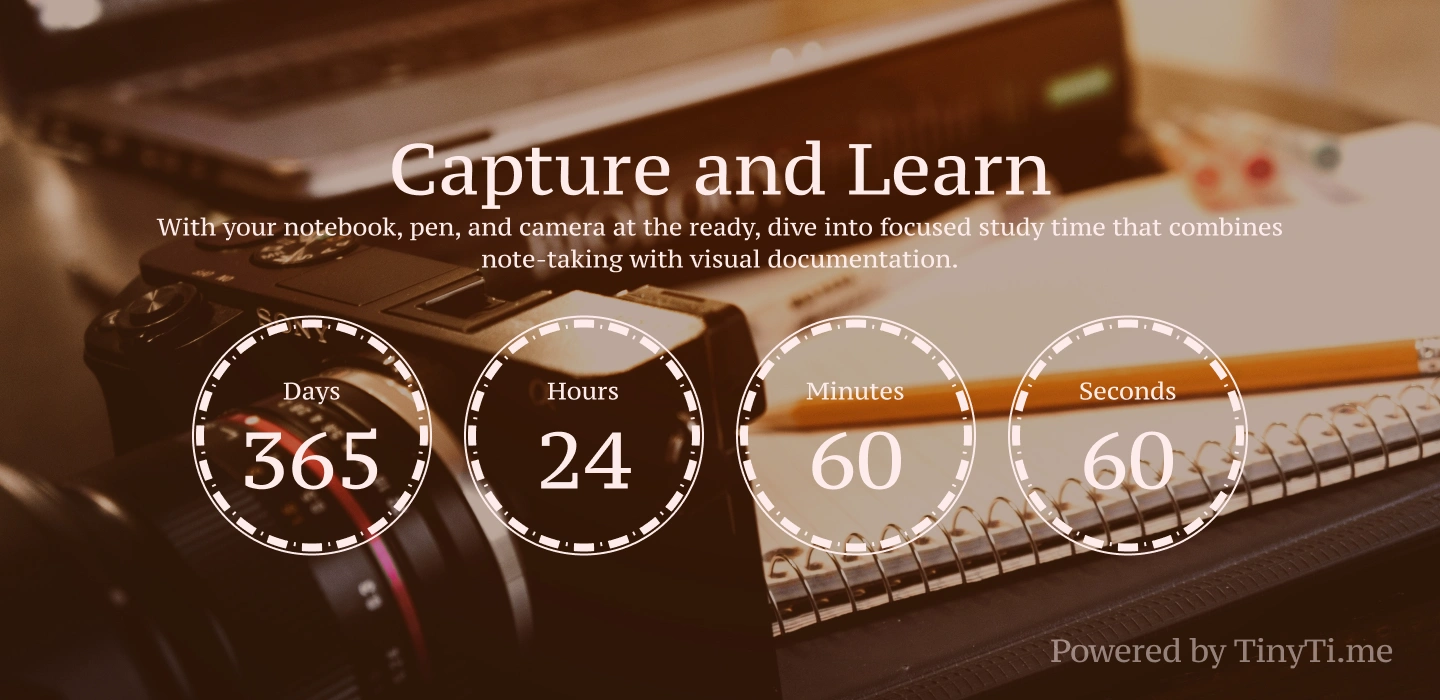 Capture and Learn
With your notebook, pen, and camera at the ready, dive into focused study time that combines
note-taking with visual documentation.
SONY
Days
Hours
Minutes
Seconds
365
24
60
60
Powered by TinyTi.me